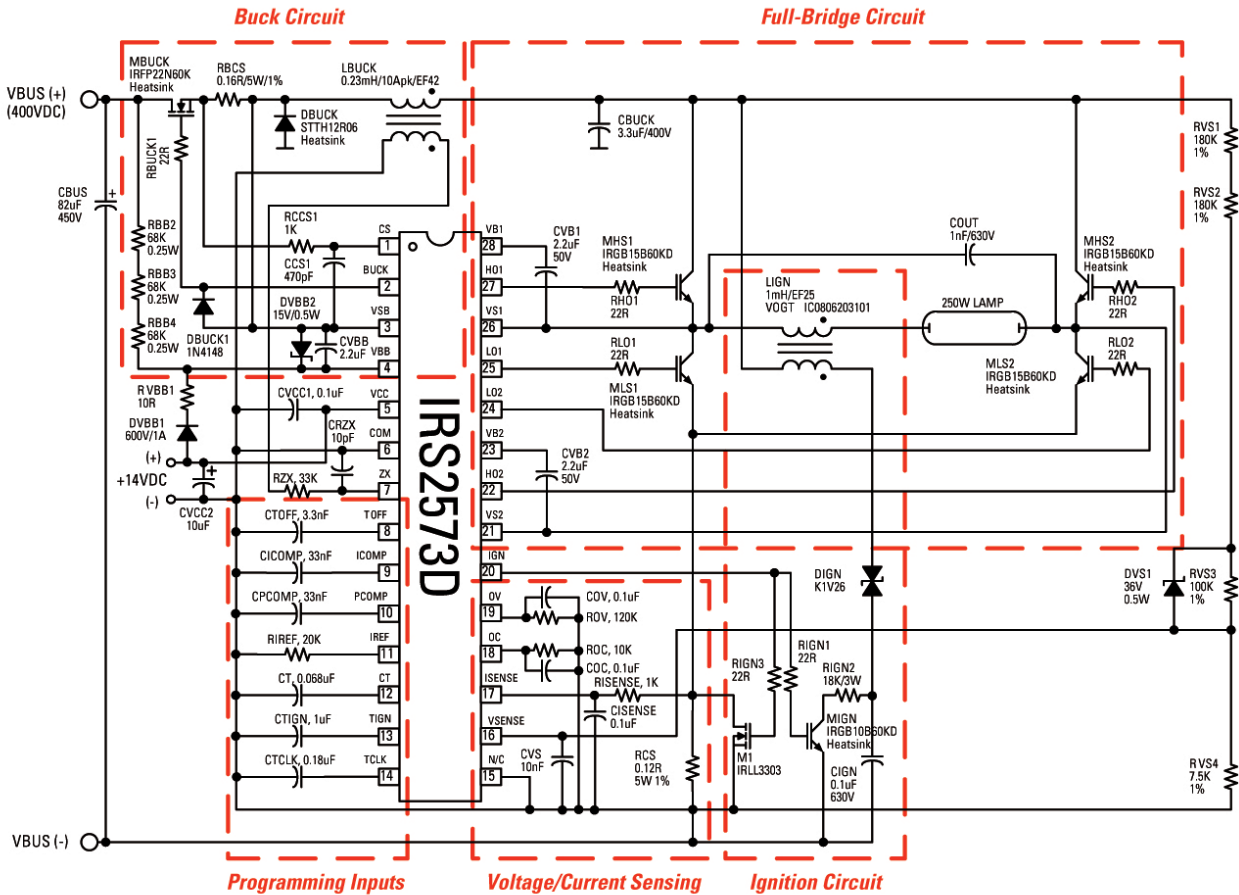 Buck Circuit
Full-Bridge Circuit
MBUCK
IRFP22N60K
Heatsink
RBCS
0.16R/5W/1%
LBUCK
0.23mH/10Apk/EF42
VBUS (+)
(400VDC)
DBUCK
STTH12R06
Heatsink
CBUCK
3.3uF/400V
RBUCK1
22R
RVS1
180K
1%
CBUS
82uF
450V
+
RVS2
180K
1%
RBB2
68K
0.25W
RCCS1
1K
CS
1
VB1
28
CVB1
2.2uF
50V
MHS1
IRGB15B60KD
Heatsink
COUT
1nF/630V
MHS2
IRGB15B60KD
Heatsink
CCS1
470pF
RBB3
68K
0.25W
BUCK
2
HO1
27
RHO1
22R
LIGN
1mH/EF25
VOGT IC0806203101
250W LAMP
RHO2
22R
DVBB2
15V/0.5W
RBB4
68K
0.25W
DBUCK1
1N4148
VSB
3
VS1
26
CVBB
2.2uF
RLO1
22R
RLO2
22R
VBB
4
LO1
25
MLS1
IRGB15B60KD
Heatsink
MLS2
IRGB15B60KD
Heatsink
RVBB1
10R
CVCC1, 0.1uF
VCC
5
LO2
24
DVBB1
600V/1A
CRZX
10pF
COM
6
VB2
23
CVB2
2.2uF
50V
(+)
+14VDC
(-)
+
RZX, 33K
ZX
7
HO2
22
CVCC2
10uF
IRS2573D
CTOFF, 3.3nF
TOFF
8
VS2
21
CICOMP, 33nF
ICOMP
9
IGN
20
DIGN
K1V26
DVS1
36V
0.5W
RVS3
100K
1%
CPCOMP, 33nF
PCOMP
10
OV
19
COV, 0.1uF
ROV, 120K
RIREF, 20K
IREF
11
OC
18
ROC, 10K
COC, 0.1uF
RIGN3
22R
RIGN1
22R
RIGN2
18K/3W
CT, 0.068uF
CT
12
ISENSE
17
RISENSE, 1K
CISENSE
0.1uF
CTIGN, 1uF
TIGN
13
VSENSE
16
MIGN
IRGB10B60KD
Heatsink
CTCLK, 0.18uF
TCLK
14
N/C
15
CVS
10nF
RCS
0.12R
5W 1%
M1
IRLL3303
CIGN
0.1uF
630V
RVS4
7.5K
1%
VBUS (-)
Programming Inputs
Voltage/Current Sensing
Ignition Circuit